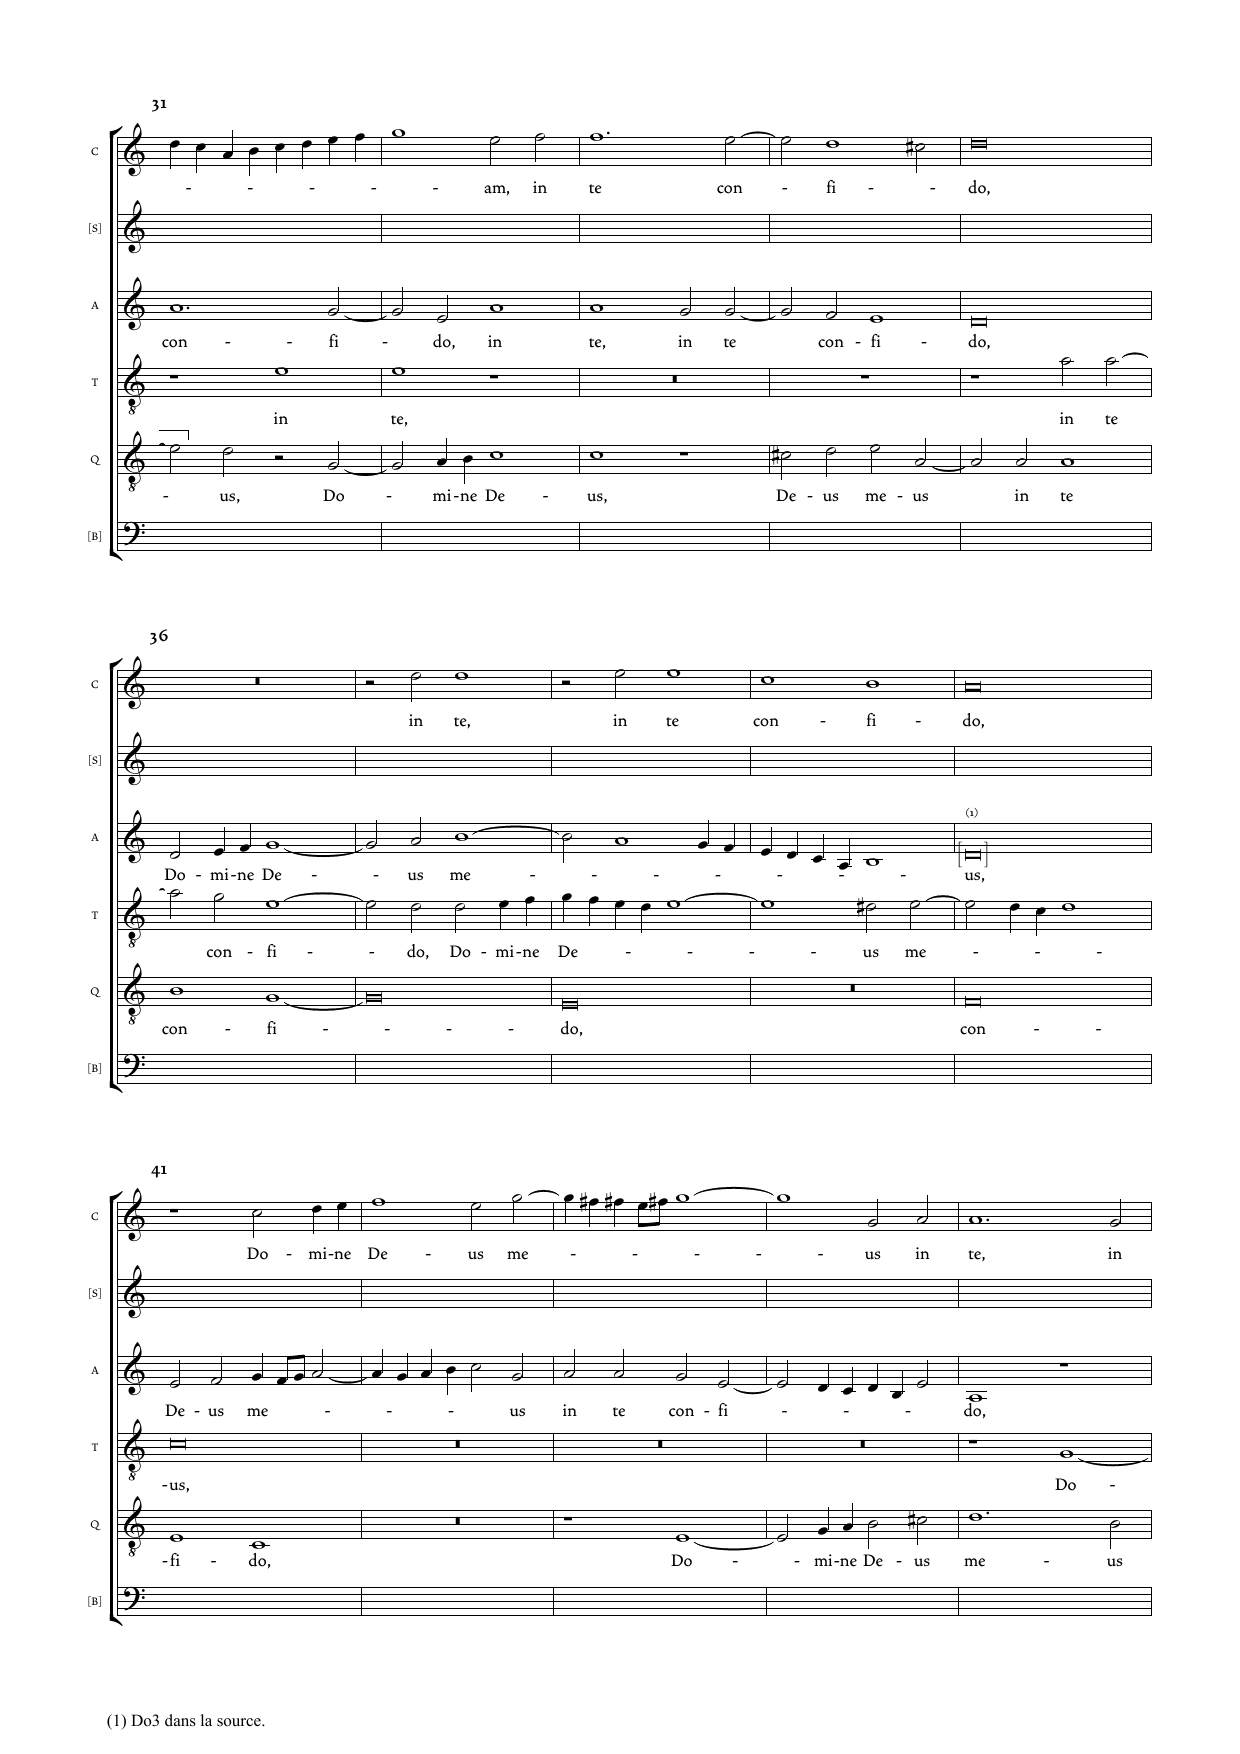 31
C
- - - - - am, in te con - fi - - do,
[S]
A
con - - fi - do, in te, in te con - fi - do,
T
in te, in te
Q
- us, Do - mi-ne De - us, De - us me - us in te
[B]
36
C
in te, in te con - fi - do,
[S]
(1)
A
Do - mi-ne De - - us me - - - - - - - us,
T
con - fi - - do, Do - mi-ne De - - - - us me - - -
Q
con - fi - - - - do, con - -
[B]
41
C
Do - mi-ne De - us me - - - - - us in te, in
[S]
A
De - us me - - - us in te con - fi - - - do,
T
-us, Do -
Q
-fi - do, Do - - mi-ne De - us me - us
[B]
(1) Do3 dans la source.